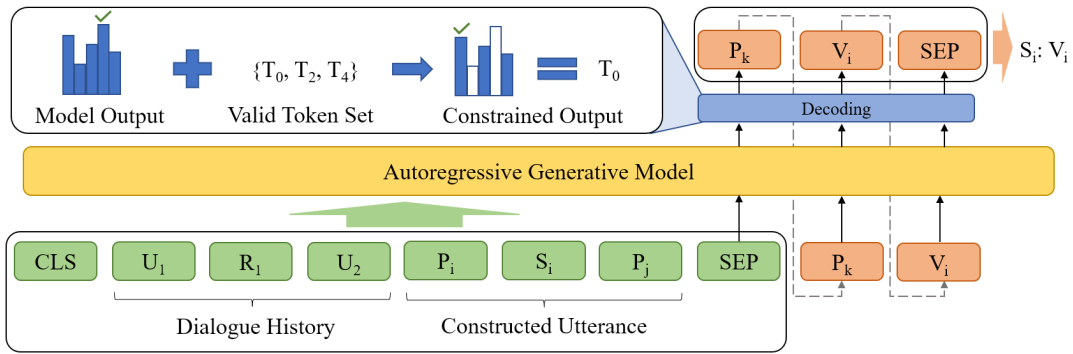 {T₀, T₂, T₄}
T₀
Model Output
Valid Token Set
Constrained Output
Pₖ
Vᵢ
SEP
Sᵢ: Vᵢ
Decoding
Autoregressive Generative Model
CLS
U₁
R₁
U₂
Pᵢ
Sᵢ
Pⱼ
SEP
Pₖ
Vᵢ
Dialogue History
Constructed Utterance